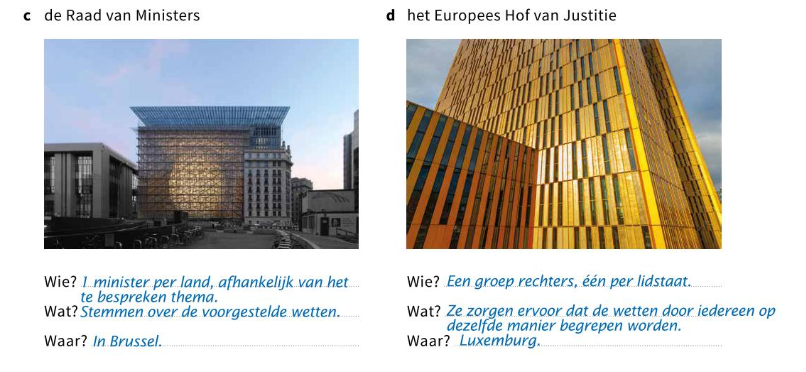 c de Raad van Ministers
Wie? 1 minister per land, afhankelijk van het
te bespreken thema.
Wat? Stemmen over de voorgestelde wetten.
Waar? In Brussel.
d het Europees Hof van Justitie
Wie? Een groep rechters, één per lidstaat.
Wat? Ze zorgen ervoor dat de wetten door iedereen op
dezelfde manier begrepen worden.
Waar? Luxemburg.